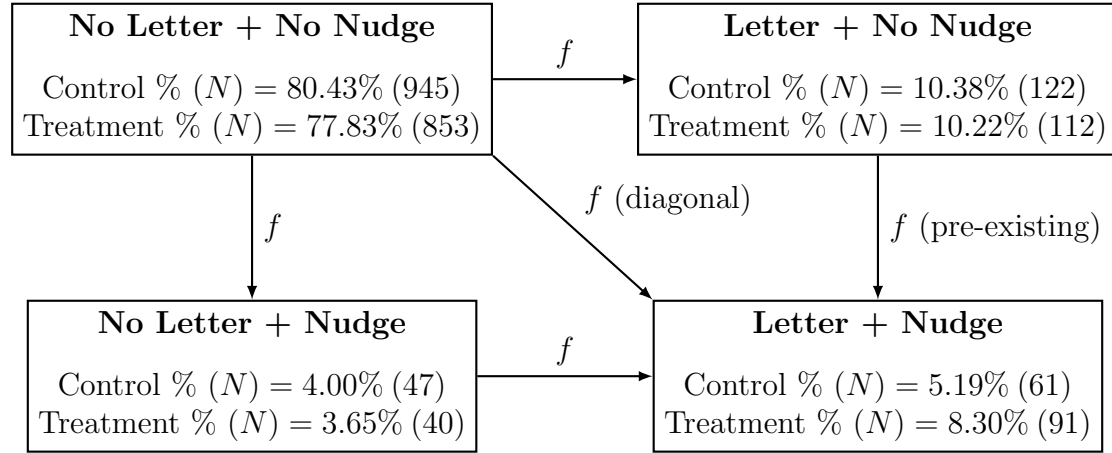 No Letter + No Nudge
Control % (N) = 80.43% (945)
Treatment % (N) = 77.83% (853)
f
Letter + No Nudge
Control % (N) = 10.38% (122)
Treatment % (N) = 10.22% (112)
f
f (diagonal)
f (pre-existing)
No Letter + Nudge
Control % (N) = 4.00% (47)
Treatment % (N) = 3.65% (40)
f
Letter + Nudge
Control % (N) = 5.19% (61)
Treatment % (N) = 8.30% (91)